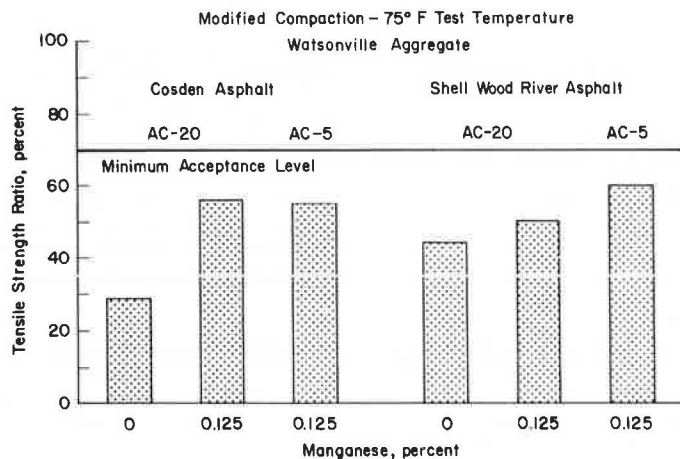 Modified Compaction – 75° F Test Temperature
Watsonville Aggregate
Cosden Asphalt
Shell Wood River Asphalt
AC-20
AC-5
AC-20
AC-5
Minimum Acceptance Level
Tensile Strength Ratio, percent
100
80
60
40
20
0
0
0.125
0.125
0
0.125
0.125
Manganese, percent